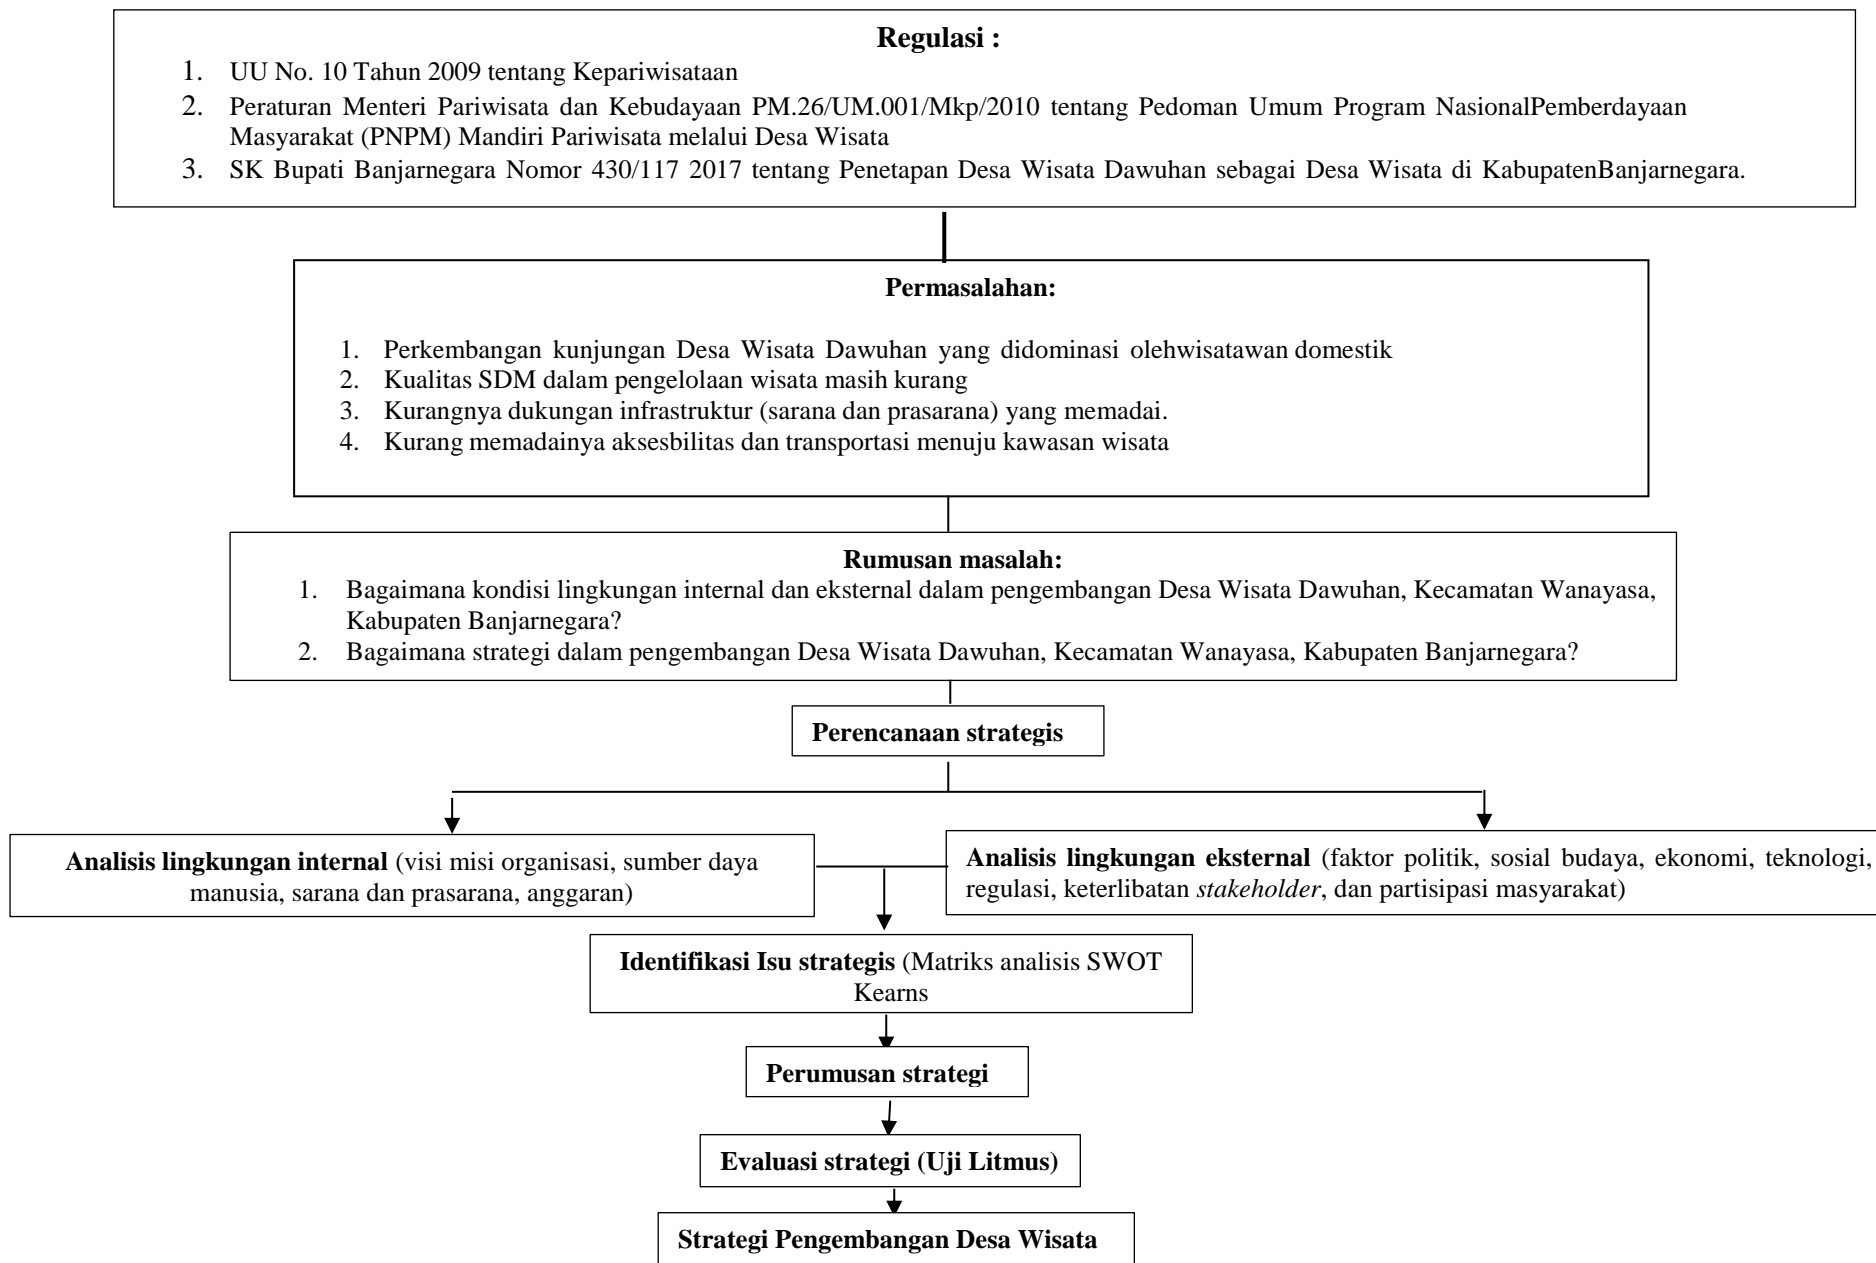 Regulasi :
1. UU No. 10 Tahun 2009 tentang Kepariwisataan
2. Peraturan Menteri Pariwisata dan Kebudayaan PM.26/UM.001/Mkp/2010 tentang Pedoman Umum Program NasionalPemberdayaan
Masyarakat (PNPM) Mandiri Pariwisata melalui Desa Wisata
3. SK Bupati Banjarnegara Nomor 430/117 2017 tentang Penetapan Desa Wisata Dawuhan sebagai Desa Wisata di KabupatenBanjarnegara.
Permasalahan:
1. Perkembangan kunjungan Desa Wisata Dawuhan yang didominasi olehwisatawan domestik
2. Kualitas SDM dalam pengelolaan wisata masih kurang
3. Kurangnya dukungan infrastruktur (sarana dan prasarana) yang memadai.
4. Kurang memadainya aksesbilitas dan transportasi menuju kawasan wisata
Rumusan masalah:
1. Bagaimana kondisi lingkungan internal dan eksternal dalam pengembangan Desa Wisata Dawuhan, Kecamatan Wanayasa,
Kabupaten Banjarnegara?
2. Bagaimana strategi dalam pengembangan Desa Wisata Dawuhan, Kecamatan Wanayasa, Kabupaten Banjarnegara?
Perencanaan strategis
Analisis lingkungan internal (visi misi organisasi, sumber daya
manusia, sarana dan prasarana, anggaran)
Analisis lingkungan eksternal (faktor politik, sosial budaya, ekonomi, teknologi,
regulasi, keterlibatan stakeholder, dan partisipasi masyarakat)
Identifikasi Isu strategis (Matriks analisis SWOT
Kearns
Perumusan strategi
Evaluasi strategi (Uji Litmus)
Strategi Pengembangan Desa Wisata